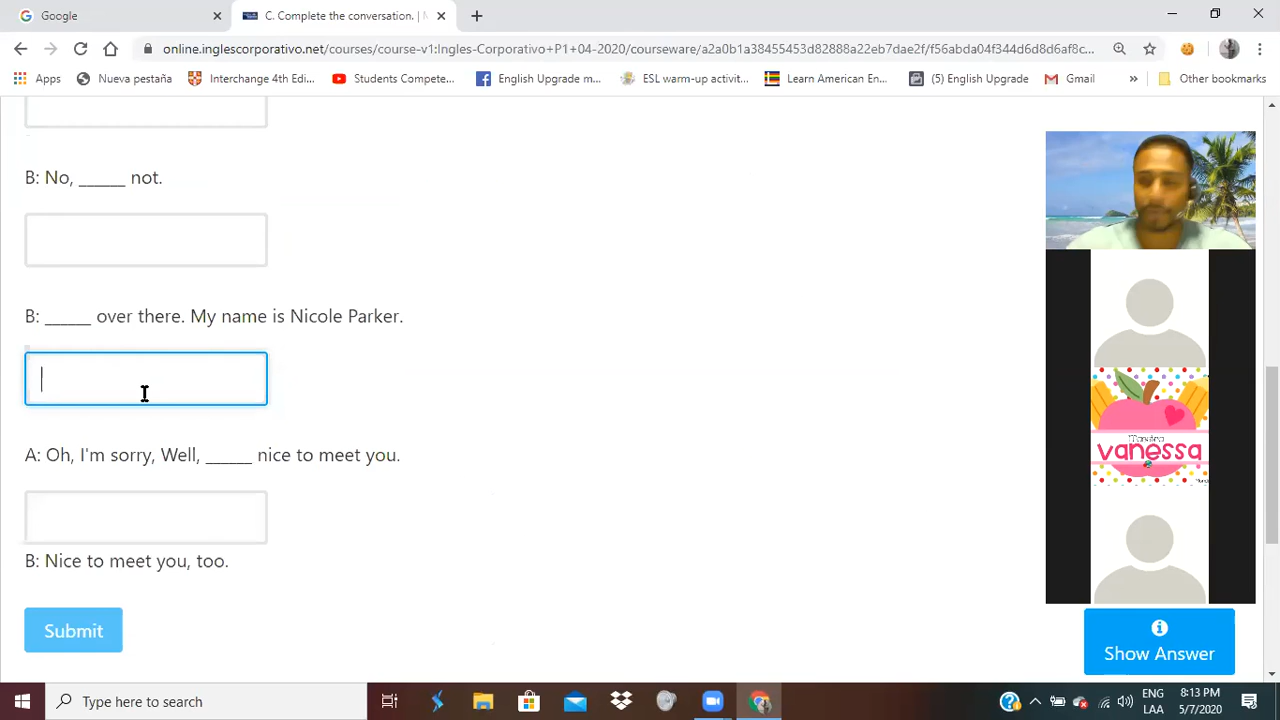 Google
C. Complete the conversation. |
online.inglescorporativo.net/courses/course-v1:Ingles-Corporativo+P1+04-2020/courseware/a2a0b1a38455453d82888a22eb7dae2f/f56abda04f344d6d8d6af8c...
Apps
Nueva pestaña
Interchange 4th Edi...
Students Compete...
English Upgrade m...
ESL warm-up activit...
Learn American En...
(5) English Upgrade
Gmail
»
Other bookmarks
B: No, ______ not.
B: ______ over there. My name is Nicole Parker.
A: Oh, I'm sorry, Well, ______ nice to meet you.
B: Nice to meet you, too.
Submit
vanessa
Show Answer
Type here to search
ENG
LAA
8:13 PM
5/7/2020